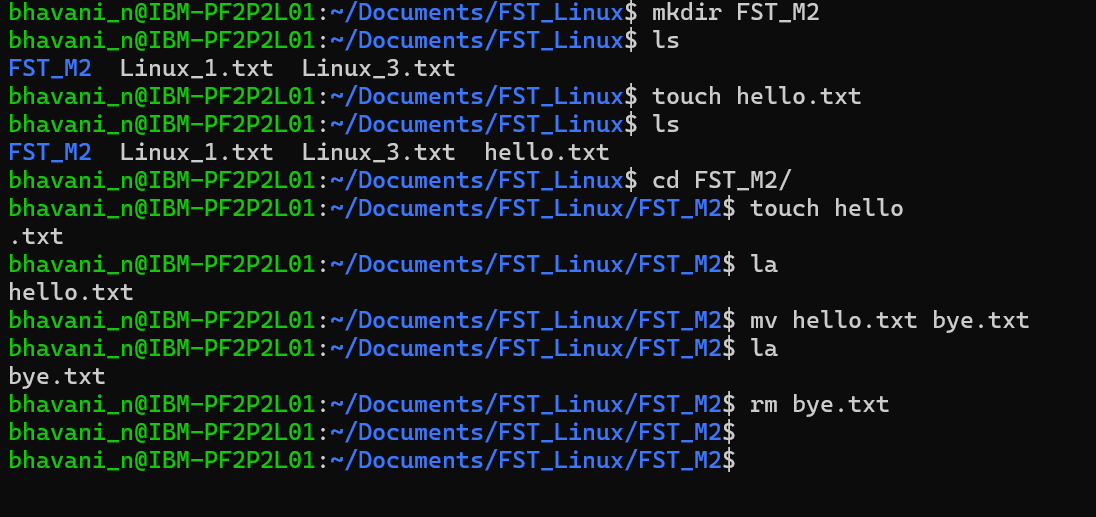 bhavani_n@IBM-PF2P2L01:~/Documents/FST_Linux$ mkdir FST_M2
bhavani_n@IBM-PF2P2L01:~/Documents/FST_Linux$ ls
FST_M2  Linux_1.txt  Linux_3.txt
bhavani_n@IBM-PF2P2L01:~/Documents/FST_Linux$ touch hello.txt
bhavani_n@IBM-PF2P2L01:~/Documents/FST_Linux$ ls
FST_M2  Linux_1.txt  Linux_3.txt  hello.txt
bhavani_n@IBM-PF2P2L01:~/Documents/FST_Linux$ cd FST_M2/
bhavani_n@IBM-PF2P2L01:~/Documents/FST_Linux/FST_M2$ touch hello
.txt
bhavani_n@IBM-PF2P2L01:~/Documents/FST_Linux/FST_M2$ la
hello.txt
bhavani_n@IBM-PF2P2L01:~/Documents/FST_Linux/FST_M2$ mv hello.txt bye.txt
bhavani_n@IBM-PF2P2L01:~/Documents/FST_Linux/FST_M2$ la
bye.txt
bhavani_n@IBM-PF2P2L01:~/Documents/FST_Linux/FST_M2$ rm bye.txt
bhavani_n@IBM-PF2P2L01:~/Documents/FST_Linux/FST_M2$
bhavani_n@IBM-PF2P2L01:~/Documents/FST_Linux/FST_M2$